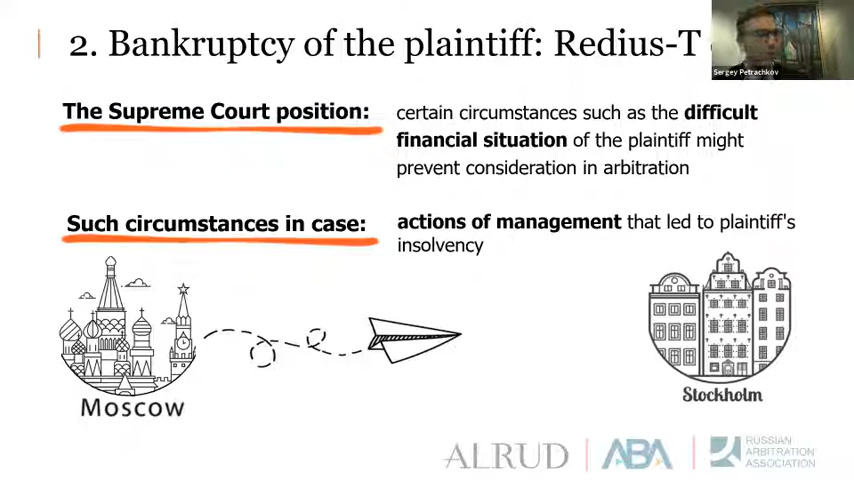 2. Bankruptcy of the plaintiff: Redius-T
Sergey Petrachkov
The Supreme Court position:
certain circumstances such as the difficult
financial situation of the plaintiff might
prevent consideration in arbitration
Such circumstances in case:
actions of management that led to plaintiff's
insolvency
Moscow
Stockholm
ALRUD
ABA
RUSSIAN
ARBITRATION
ASSOCIATION